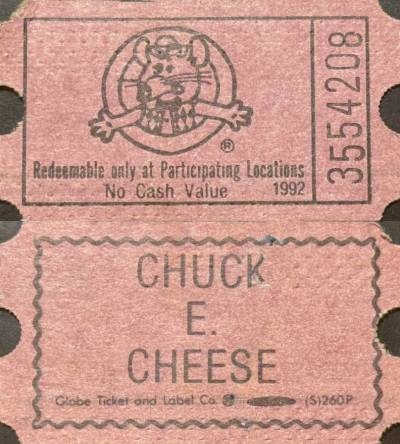 ®
Redeemable only at Participating Locations
No Cash Value 1992
3554208
CHUCK
E.
CHEESE
Globe Ticket and Label Co. (S)260P